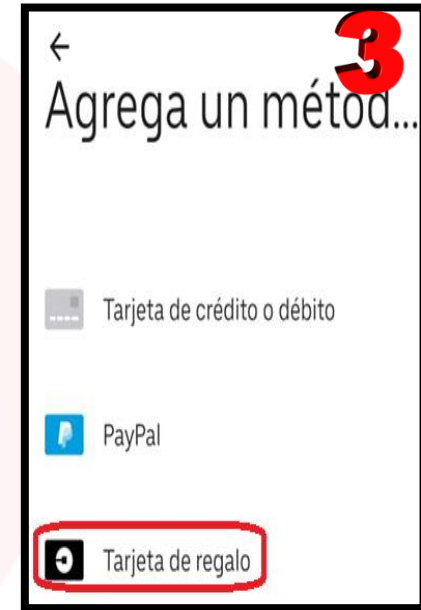 3
Agrega un métod...
Tarjeta de crédito o débito
PayPal
Tarjeta de regalo